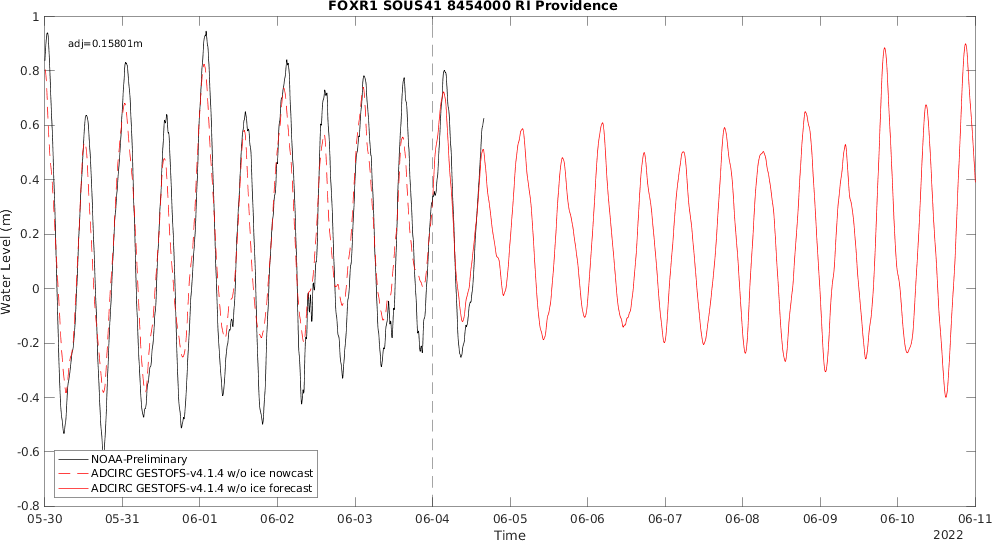 FOXR1 SOUS41 8454000 RI Providence
adj=0.15801m
Water Level (m)
1
0.8
0.6
0.4
0.2
0
-0.2
-0.4
-0.6
-0.8
NOAA-Preliminary
ADCIRC GESTOFS-v4.1.4 w/o ice nowcast
ADCIRC GESTOFS-v4.1.4 w/o ice forecast
05-30 05-31 06-01 06-02 06-03 06-04 06-05 06-06 06-07 06-08 06-09 06-10 06-11
Time
2022